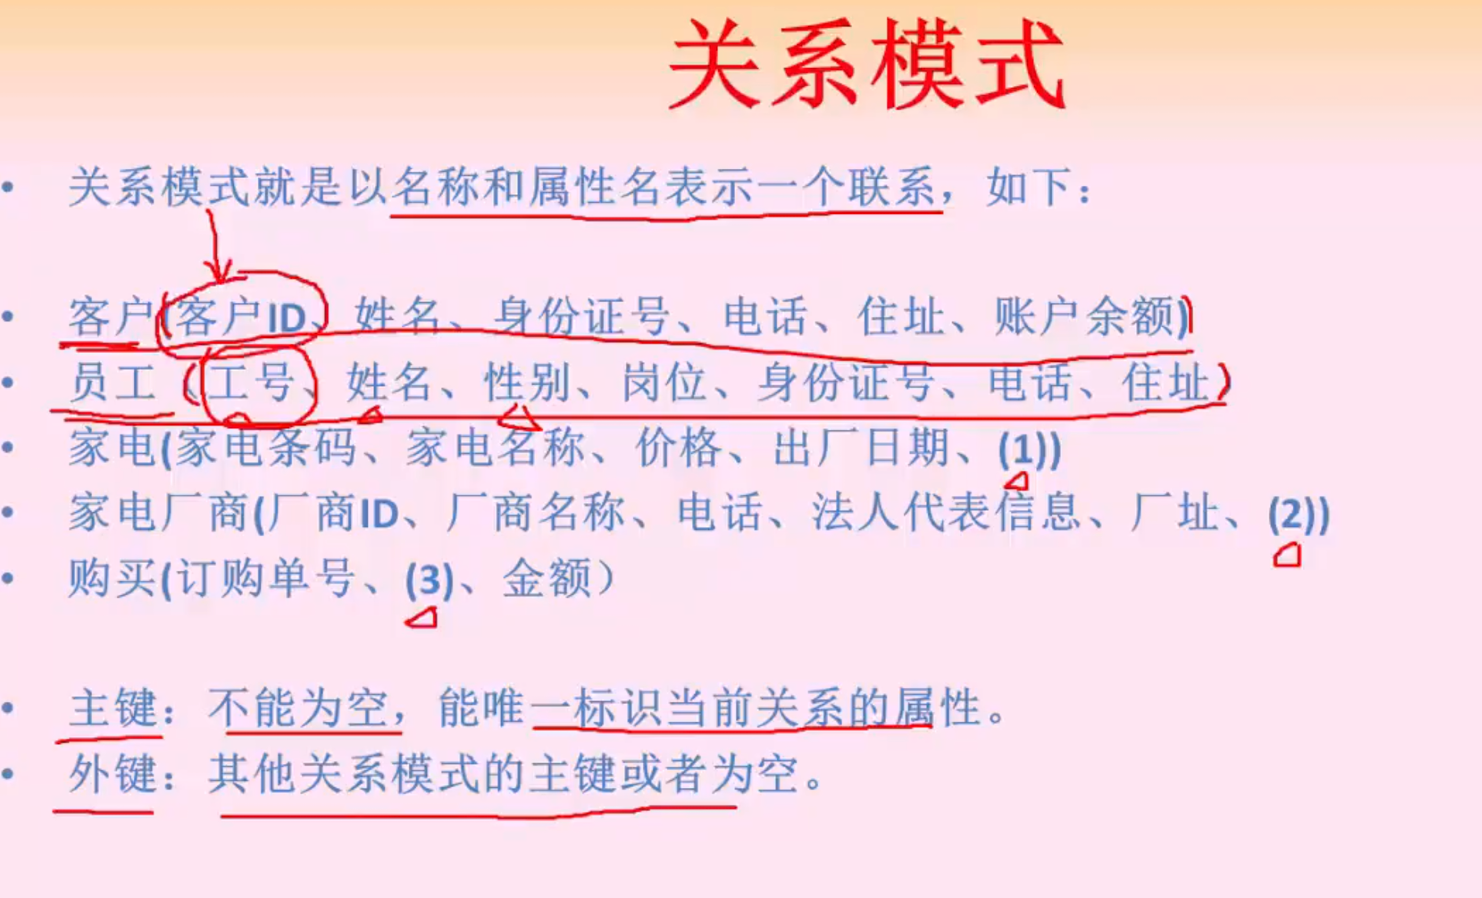 关系模式
• 关系模式就是以名称和属性名表示一个联系，如下：
• 客户(客户ID、姓名、身份证号、电话、住址、账户余额)
• 员工（工号、姓名、性别、岗位、身份证号、电话、住址）
• 家电(家电条码、家电名称、价格、出厂日期、(1))
• 家电厂商(厂商ID、厂商名称、电话、法人代表信息、厂址、(2))
• 购买(订购单号、(3)、金额）
• 主键：不能为空，能唯一标识当前关系的属性。
• 外键：其他关系模式的主键或者为空。